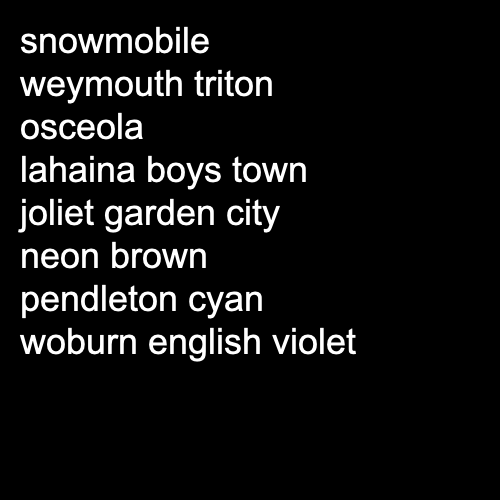 snowmobile
weymouth triton
osceola
lahaina boys town
joliet garden city
neon brown
pendleton cyan
woburn english violet